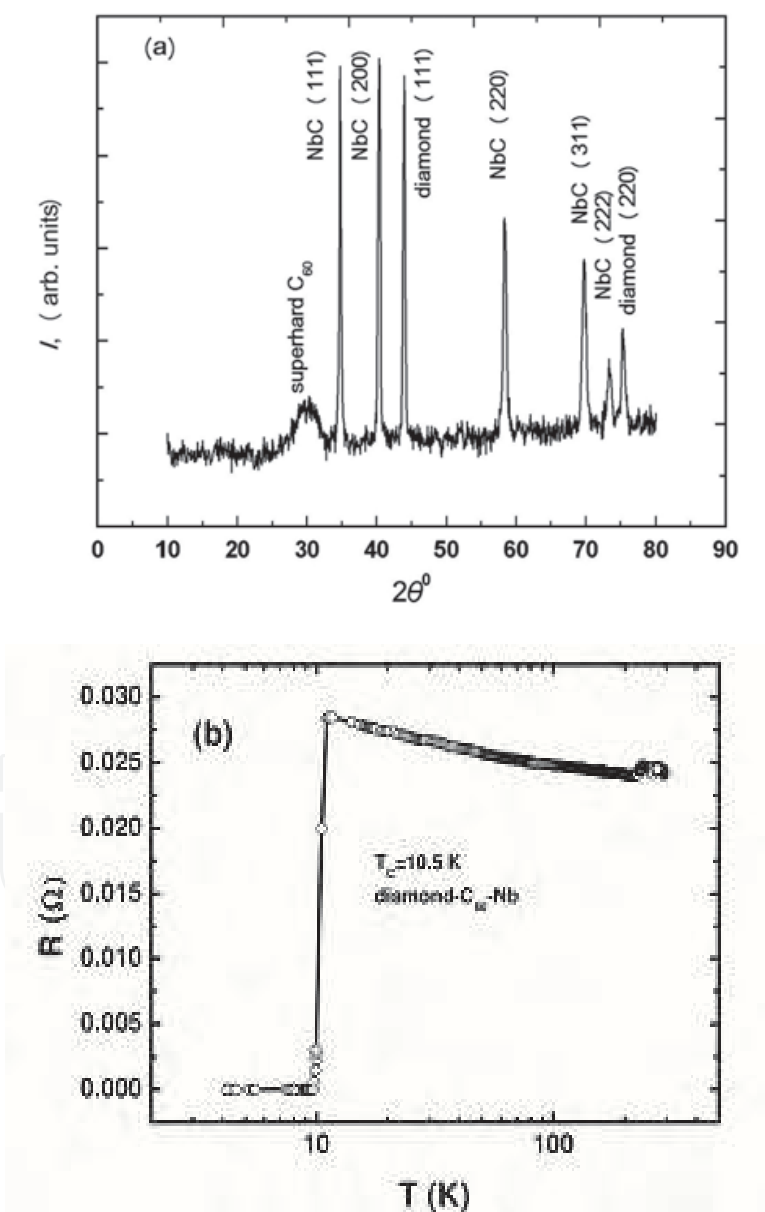 (a)
I, ( arb. units)
superhard C60
NbC (111)
NbC (200)
diamond (111)
NbC (220)
NbC (311)
NbC (222)
diamond (220)
0 10 20 30 40 50 60 70 80 90
2θ⁰
(b)
R (Ω)
0.030
0.025
0.020
0.015
0.010
0.005
0.000
TC=10.5 K
diamond-C60-Nb
10 100
T (K)